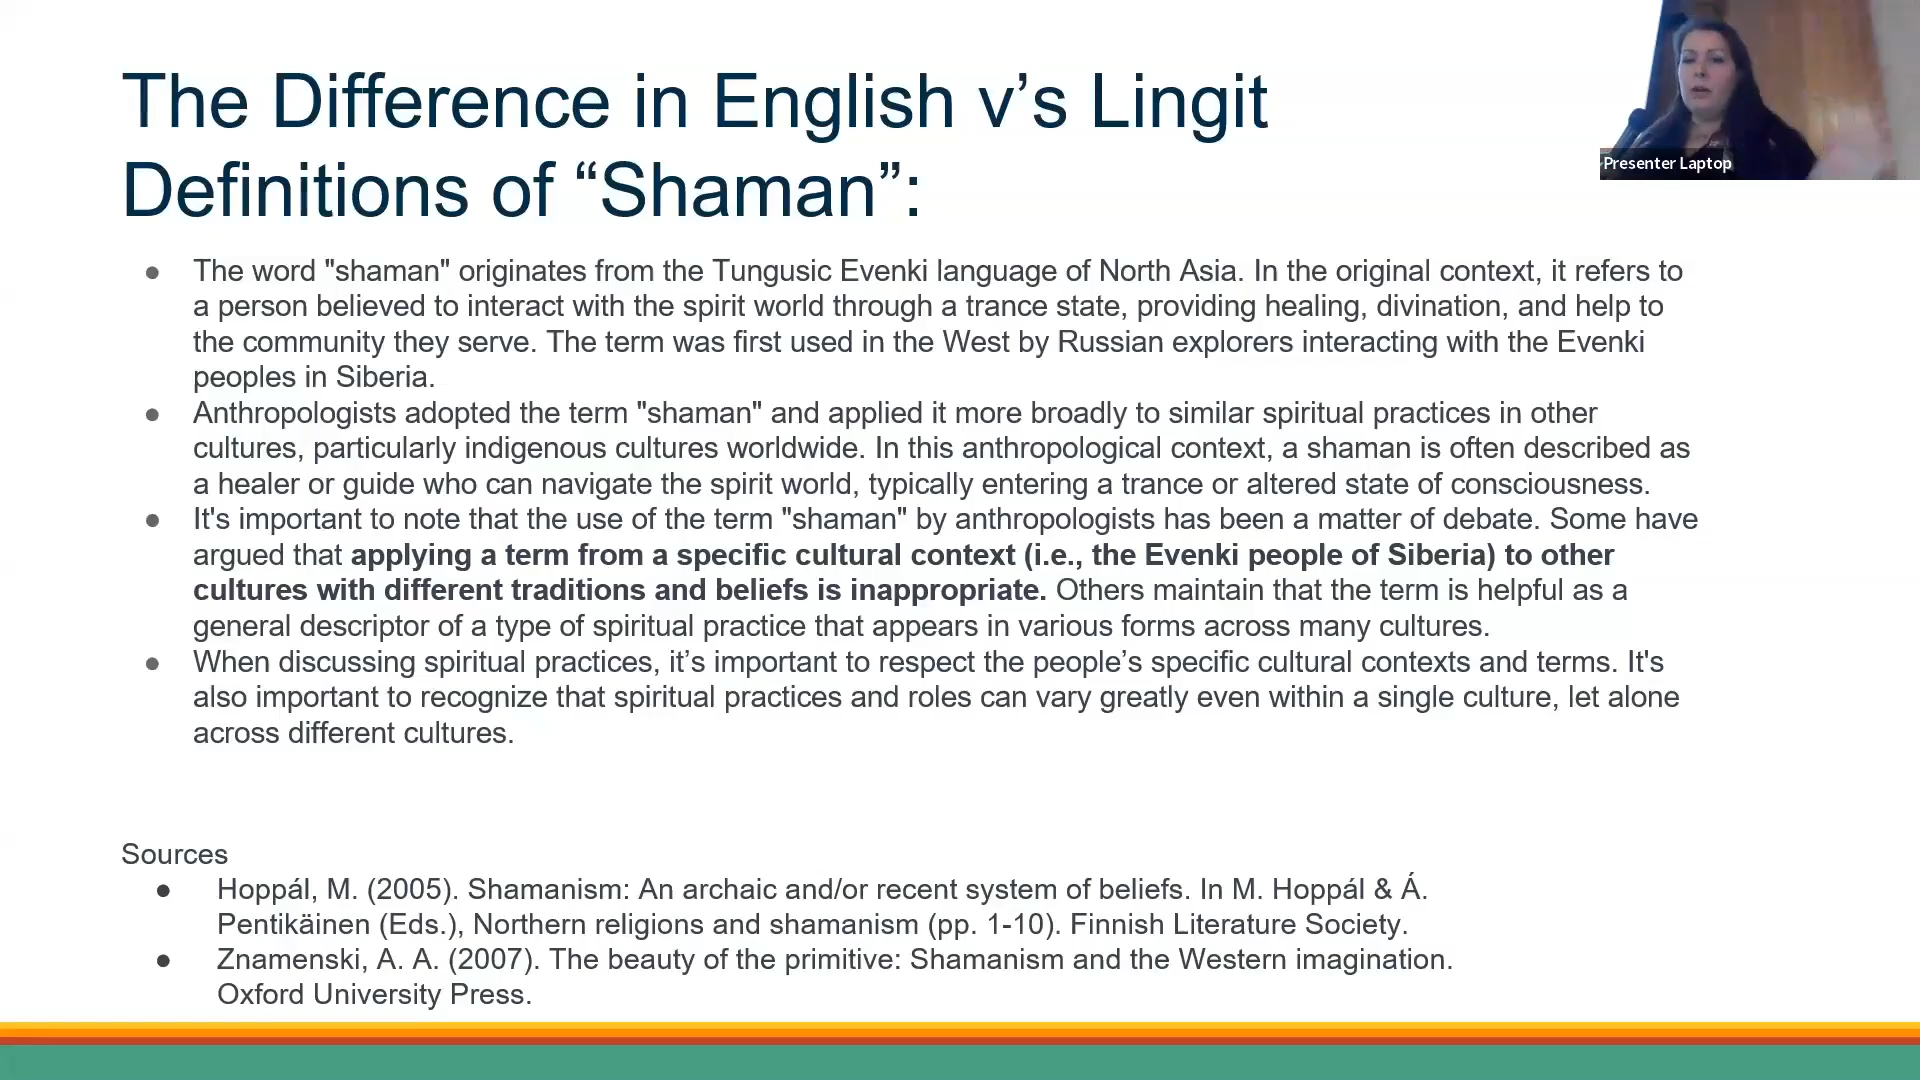 The Difference in English v’s Lingit
Definitions of “Shaman”:
Presenter Laptop
● The word "shaman" originates from the Tungusic Evenki language of North Asia. In the original context, it refers to
a person believed to interact with the spirit world through a trance state, providing healing, divination, and help to
the community they serve. The term was first used in the West by Russian explorers interacting with the Evenki
peoples in Siberia.
● Anthropologists adopted the term "shaman" and applied it more broadly to similar spiritual practices in other
cultures, particularly indigenous cultures worldwide. In this anthropological context, a shaman is often described as
a healer or guide who can navigate the spirit world, typically entering a trance or altered state of consciousness.
● It's important to note that the use of the term "shaman" by anthropologists has been a matter of debate. Some have
argued that applying a term from a specific cultural context (i.e., the Evenki people of Siberia) to other
cultures with different traditions and beliefs is inappropriate. Others maintain that the term is helpful as a
general descriptor of a type of spiritual practice that appears in various forms across many cultures.
● When discussing spiritual practices, it’s important to respect the people’s specific cultural contexts and terms. It's
also important to recognize that spiritual practices and roles can vary greatly even within a single culture, let alone
across different cultures.
Sources
● Hoppál, M. (2005). Shamanism: An archaic and/or recent system of beliefs. In M. Hoppál & Á.
Pentikäinen (Eds.), Northern religions and shamanism (pp. 1-10). Finnish Literature Society.
● Znamenski, A. A. (2007). The beauty of the primitive: Shamanism and the Western imagination.
Oxford University Press.